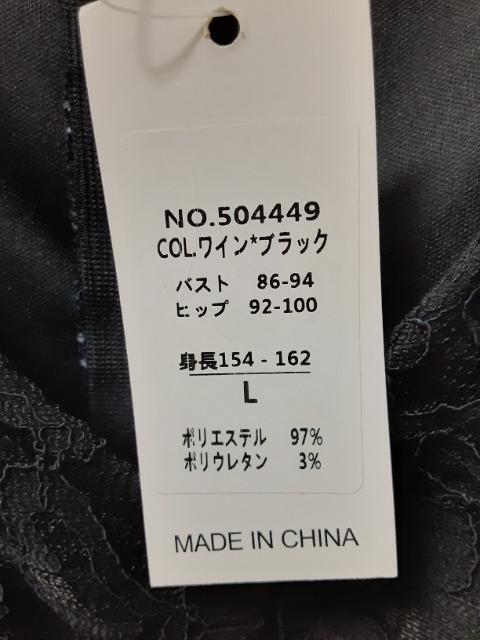 NO.504449
COL.ワイン*ブラック
バスト 86-94
ヒップ 92-100
身長154 - 162
L
ポリエステル 97%
ポリウレタン 3%
MADE IN CHINA